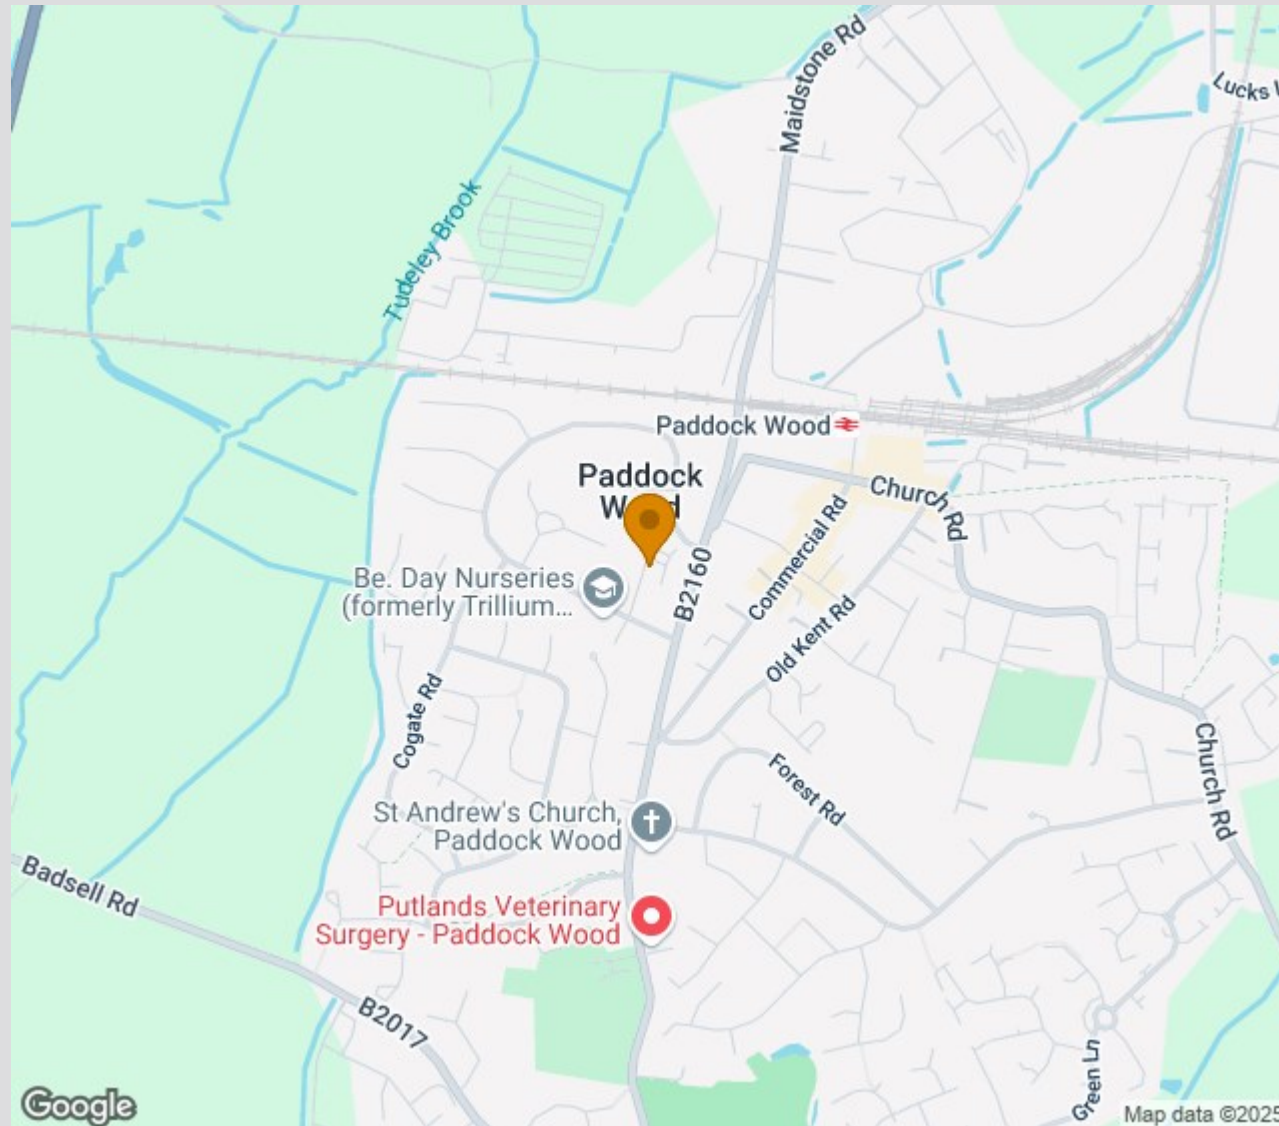 Maidstone Rd
Lucks
Tudeley Brook
Paddock Wood
Paddock
Church Rd
Commercial Rd
B2160
Be. Day Nurseries
(formerly Trillium...
Old Kent Rd
Cogate Rd
Church Rd
Forest Rd
St Andrew's Church,
Paddock Wood
Badsell Rd
Putlands Veterinary
Surgery - Paddock Wood
B2017
Green Ln
Google
Map data ©2025